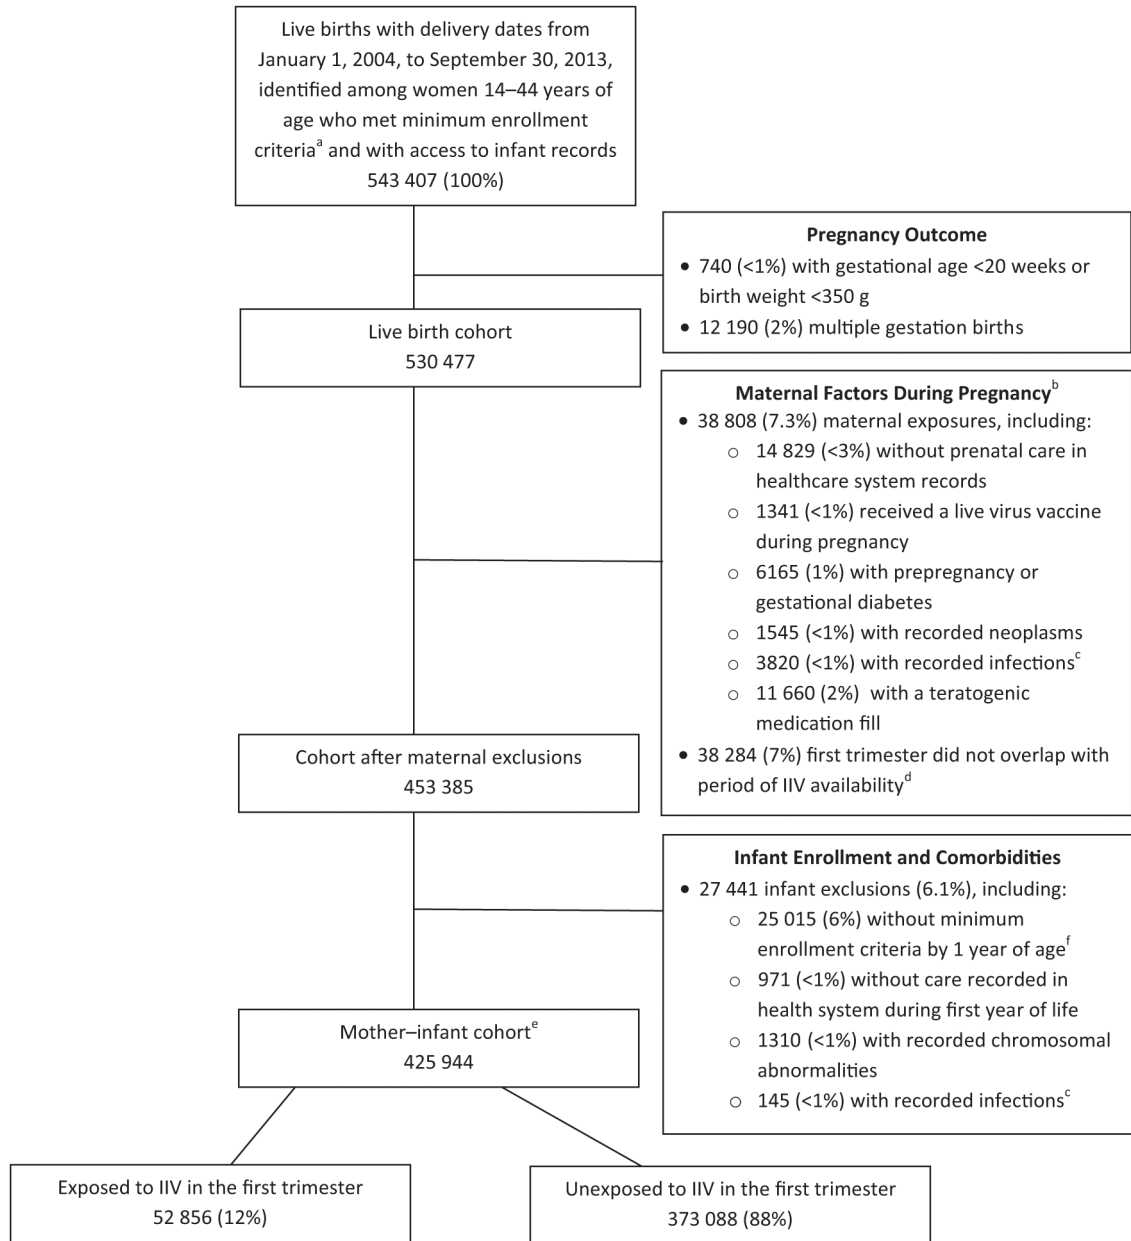 Live births with delivery dates from
January 1, 2004, to September 30, 2013,
identified among women 14–44 years of
age who met minimum enrollment
criteriaᵃ and with access to infant records
543 407 (100%)
Pregnancy Outcome
• 740 (<1%) with gestational age <20 weeks or
birth weight <350 g
• 12 190 (2%) multiple gestation births
Live birth cohort
530 477
Maternal Factors During Pregnancyᵇ
• 38 808 (7.3%) maternal exposures, including:
○ 14 829 (<3%) without prenatal care in
healthcare system records
○ 1341 (<1%) received a live virus vaccine
during pregnancy
○ 6165 (1%) with prepregnancy or
gestational diabetes
○ 1545 (<1%) with recorded neoplasms
○ 3820 (<1%) with recorded infectionsᶜ
○ 11 660 (2%) with a teratogenic
medication fill
• 38 284 (7%) first trimester did not overlap with
period of IIV availabilityᵈ
Cohort after maternal exclusions
453 385
Infant Enrollment and Comorbidities
• 27 441 infant exclusions (6.1%), including:
○ 25 015 (6%) without minimum
enrollment criteria by 1 year of ageᶠ
○ 971 (<1%) without care recorded in
health system during first year of life
○ 1310 (<1%) with recorded chromosomal
abnormalities
○ 145 (<1%) with recorded infectionsᶜ
Mother–infant cohortᵉ
425 944
Exposed to IIV in the first trimester
52 856 (12%)
Unexposed to IIV in the first trimester
373 088 (88%)